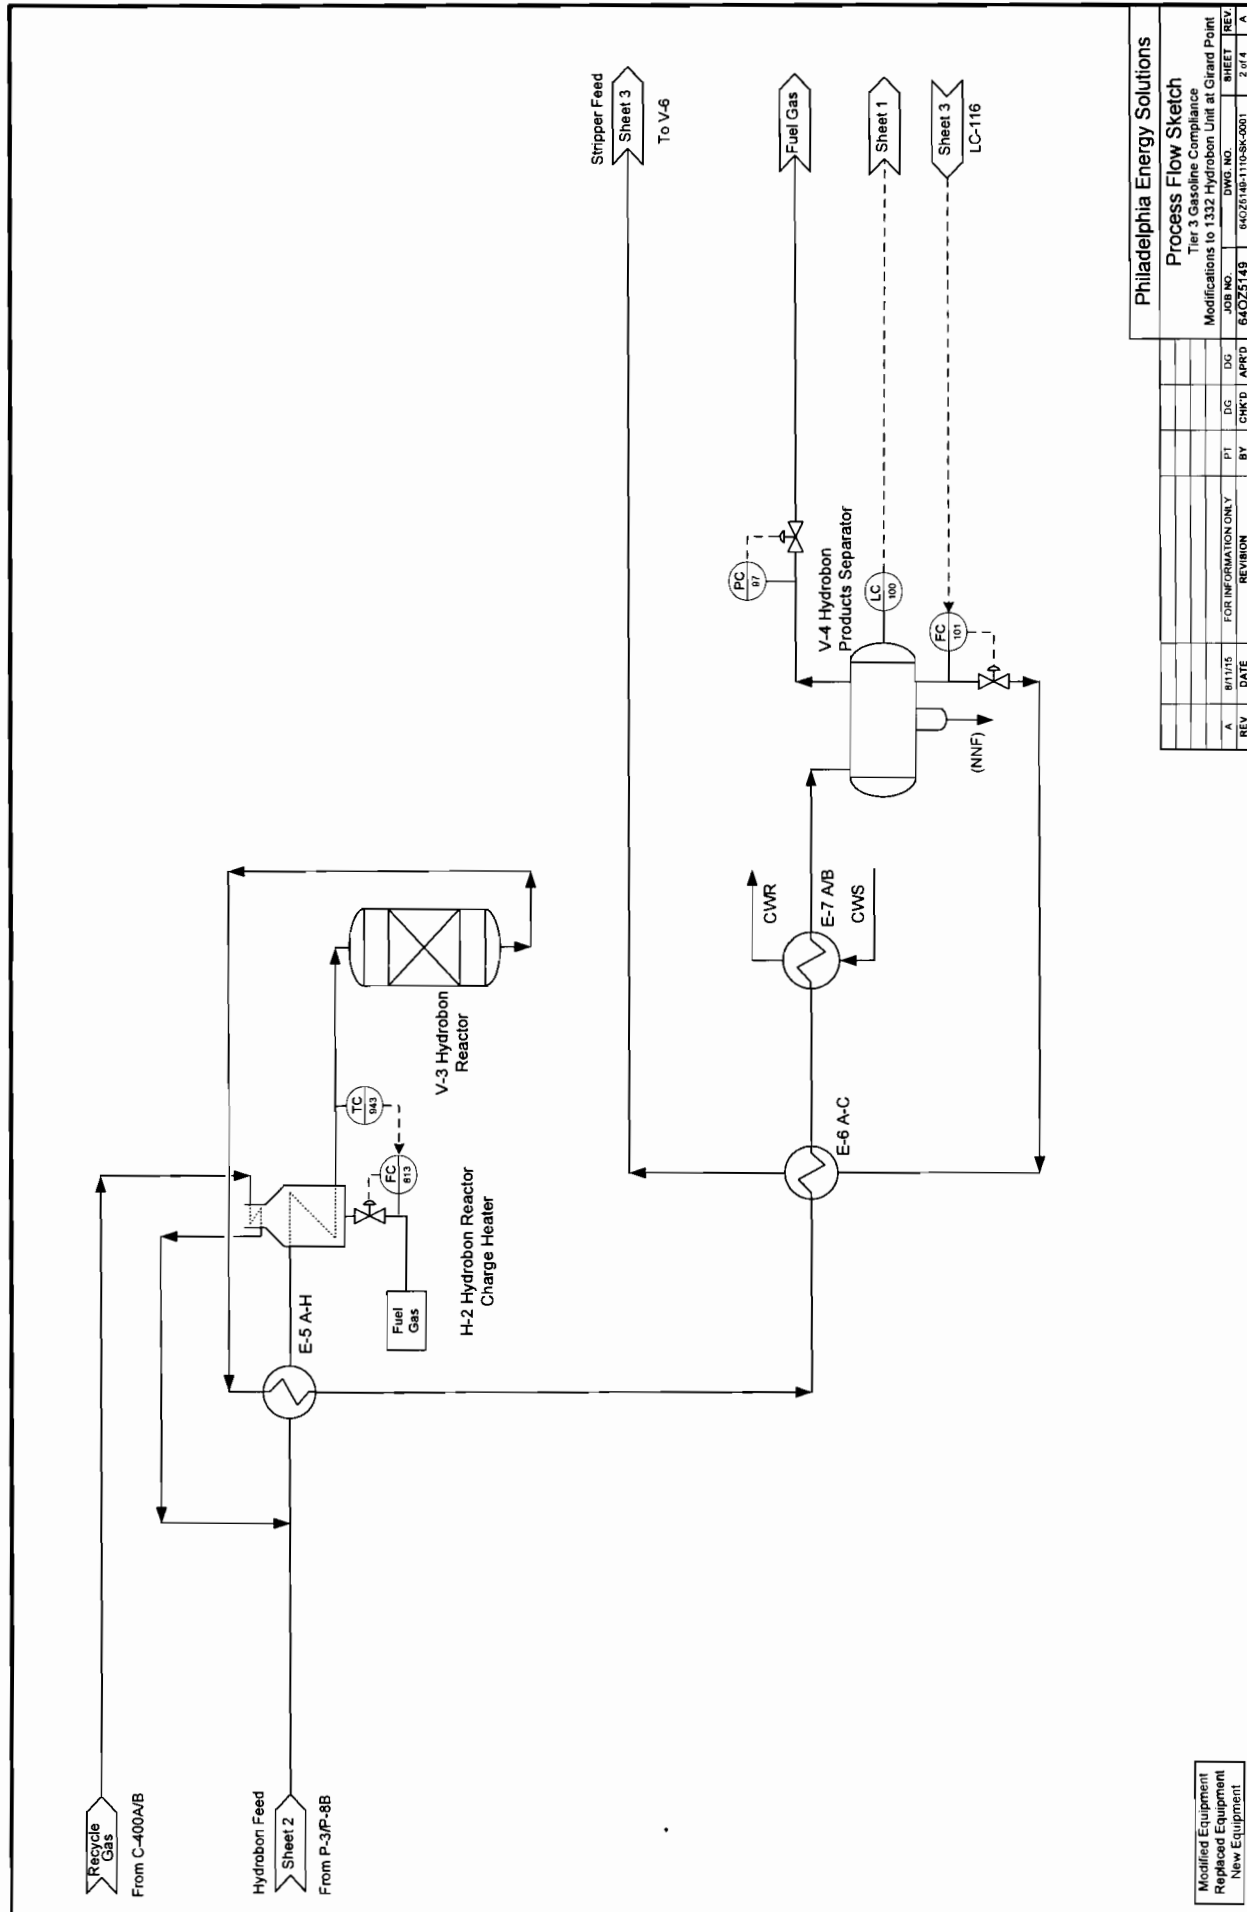 Recycle
Gas
From C-400A/B
Hydrobon Feed
Sheet 2
From P-3/P-8B
E-5 A-H
Fuel
Gas
H-2 Hydrobon Reactor
Charge Heater
FC
813
TC
943
V-3 Hydrobon
Reactor
Stripper Feed
Sheet 3
To V-6
E-6 A-C
CWR
E-7 A/B
CWS
PC
97
Fuel Gas
V-4 Hydrobon
Products Separator
LC
100
Sheet 1
FC
101
Sheet 3
LC-116
(NNF)
Modified Equipment
Replaced Equipment
New Equipment
Philadelphia Energy Solutions
Process Flow Sketch
Tier 3 Gasoline Compliance
Modifications to 1332 Hydrobon Unit at Girard Point
A 8/11/15 FOR INFORMATION ONLY PT DG DG
REV DATE REVISION BY CHK'D APR'D
JOB NO. DWG. NO. SHEET REV.
64OZ5149 64OZ5149-1110-SK-0001 2 of 4 A